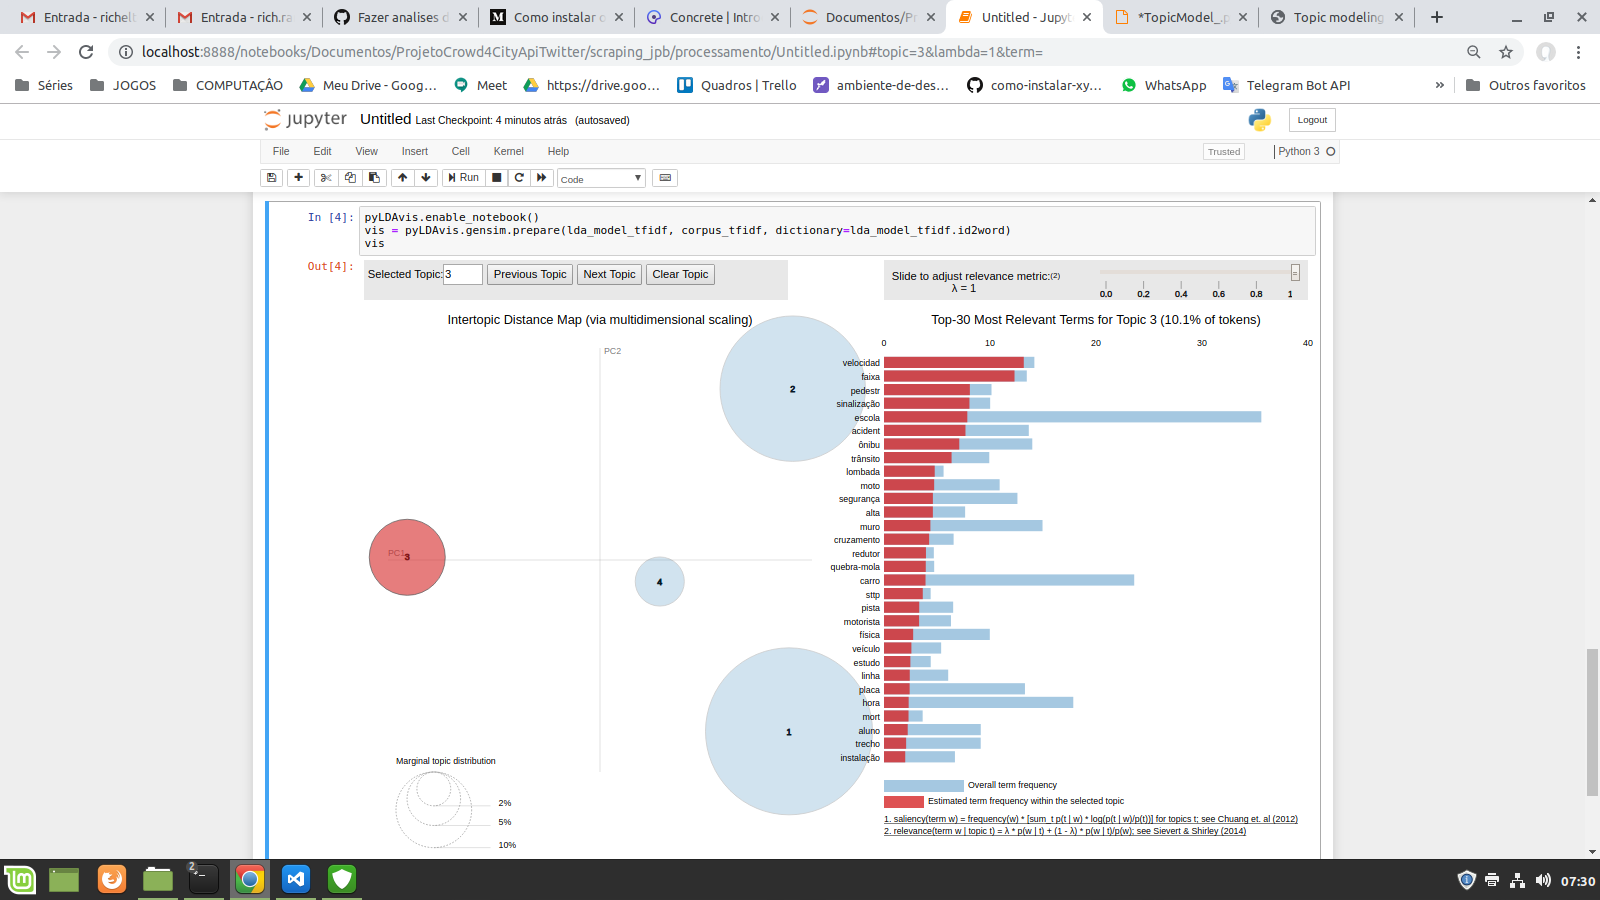 Entrada - richelt
Entrada - rich.ra
Fazer analises d
Como instalar o
Concrete | Intro
Documentos/Pr
Untitled - Jupyt
*TopicModel_.p
Topic modeling
localhost:8888/notebooks/Documentos/ProjetoCrowd4CityApiTwitter/scraping_jpb/processamento/Untitled.ipynb#topic=3&lambda=1&term=
Séries
JOGOS
COMPUTAÇÃO
Meu Drive - Goog…
Meet
https://drive.goo…
Quadros | Trello
ambiente-de-des…
como-instalar-xy…
WhatsApp
Telegram Bot API
»
Outros favoritos
jupyter Untitled Last Checkpoint: 4 minutos atrás (autosaved)
Logout
File Edit View Insert Cell Kernel Help
Trusted
Python 3
Run
Code
In [4]:
pyLDAvis.enable_notebook()
vis = pyLDAvis.gensim.prepare(lda_model_tfidf, corpus_tfidf, dictionary=lda_model_tfidf.id2word)
vis
Out[4]:
Selected Topic: 3 Previous Topic Next Topic Clear Topic
Slide to adjust relevance metric:(2)
λ = 1
0.0 0.2 0.4 0.6 0.8 1
Intertopic Distance Map (via multidimensional scaling)
PC2
PC1
2
3
4
1
Marginal topic distribution
2%
5%
10%
Top-30 Most Relevant Terms for Topic 3 (10.1% of tokens)
0 10 20 30 40
velocidad
faixa
pedestr
sinalização
escola
acident
ônibu
trânsito
lombada
moto
segurança
alta
muro
cruzamento
redutor
quebra-mola
carro
sttp
pista
motorista
física
veículo
estudo
linha
placa
hora
mort
aluno
trecho
instalação
Overall term frequency
Estimated term frequency within the selected topic
1. saliency(term w) = frequency(w) * [sum_t p(t | w) * log(p(t | w)/p(t))] for topics t; see Chuang et. al (2012)
2. relevance(term w | topic t) = λ * p(w | t) + (1 - λ) * p(w | t)/p(w); see Sievert & Shirley (2014)
2
07:30